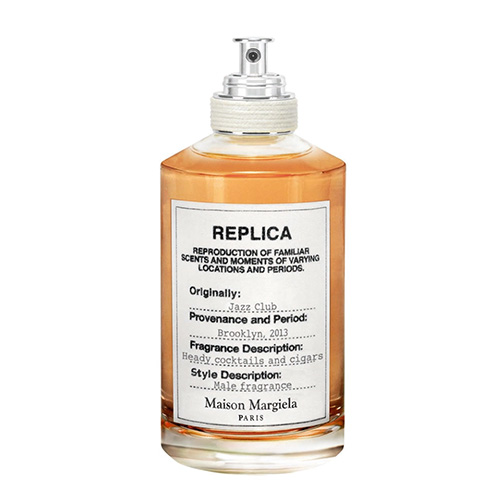 REPLICA
REPRODUCTION OF FAMILIAR
SCENTS AND MOMENTS OF VARYING
LOCATIONS AND PERIODS.
Originally:
Jazz Club
Provenance and Period:
Brooklyn, 2013
Fragrance Description:
Heady cocktails and cigars
Style Description:
Male fragrance
Maison Margiela
PARIS